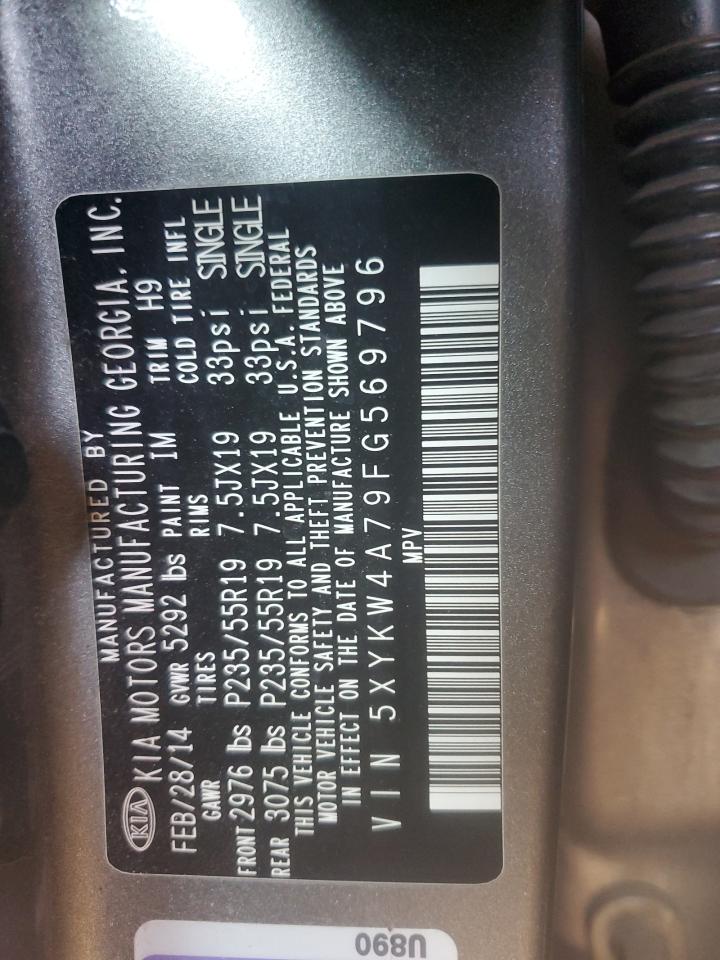 MANUFACTURED BY
KIA KIA MOTORS MANUFACTURING GEORGIA, INC.
FEB/28/14 GVWR 5292 lbs PAINT IM TRIM H9
GAWR TIRES RIMS COLD TIRE INFL
FRONT 2976 lbs P235/55R19 7.5JX19 33psi SINGLE
REAR 3075 lbs P235/55R19 7.5JX19 33psi SINGLE
THIS VEHICLE CONFORMS TO ALL APPLICABLE U.S.A. FEDERAL
MOTOR VEHICLE SAFETY AND THEFT PREVENTION STANDARDS
IN EFFECT ON THE DATE OF MANUFACTURE SHOWN ABOVE
VIN 5XYKW4A79FG569796
MPV
U890